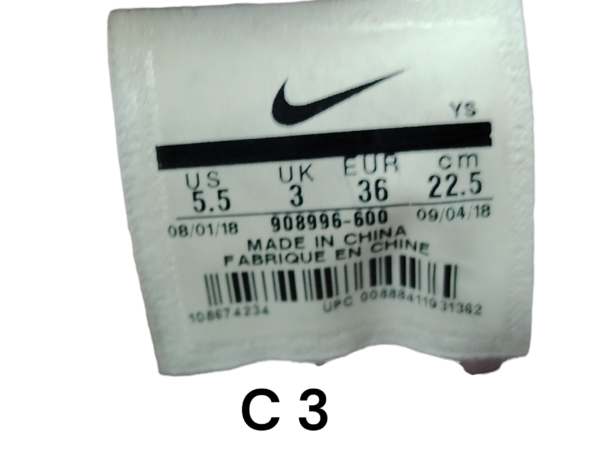 YS
US UK EUR cm
5.5 3 36 22.5
08/01/18 908996-600 09/04/18
MADE IN CHINA
FABRIQUE EN CHINE
108674234 UPC 00888411931362
C 3